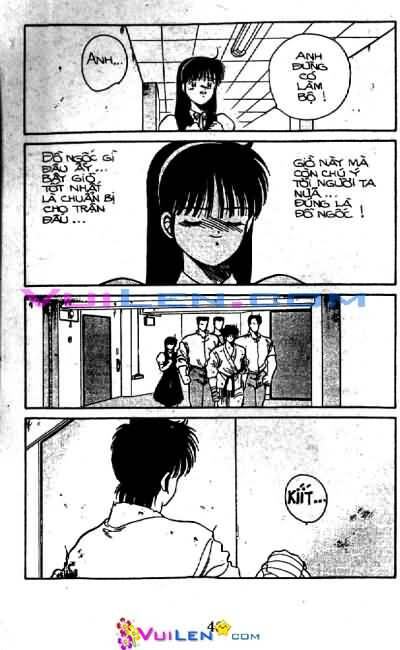 ANH...
ANH
ĐỪNG
CÓ
LÀM
BỘ !
ĐỒ NGỐC GÌ
ĐÂU ẤY...
BÂY GIỜ
TỐT NHẤT
LÀ CHUẨN BỊ
CHO TRẬN
ĐẤU...
GIỜ NÀY MÀ
CÒN CHÚ Ý
TỚI NGƯỜI TA
NỮA...
ĐÚNG LÀ
ĐỒ NGỐC !
VUILEN.COM
KIÍT...
4
VUILEN.COM